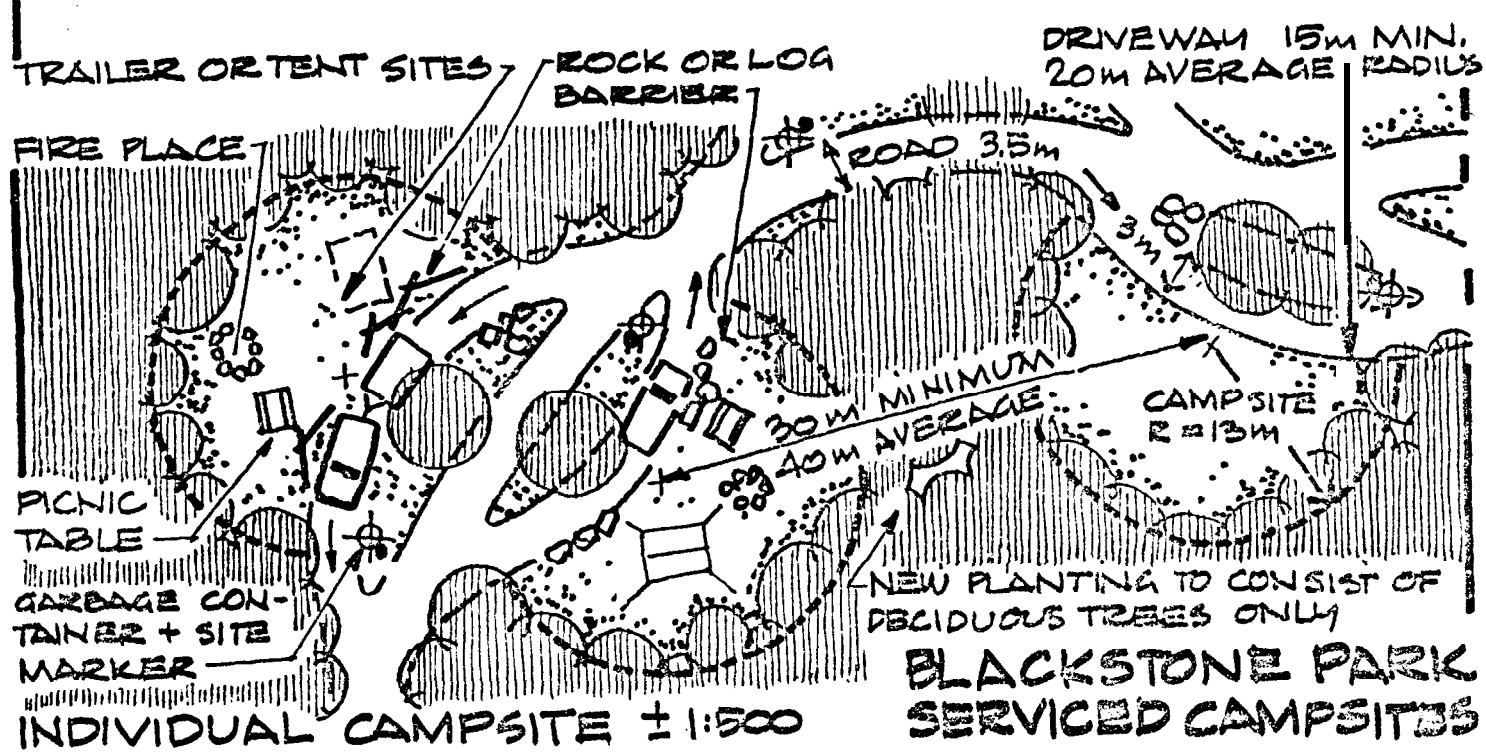 TRAILER OR TENT SITES
ROCK OR LOG
BARRIER
DRIVEWAY 15m MIN.
20m AVERAGE RADIUS
FIRE PLACE
ROAD 3.5m
3m
30m MINIMUM
40m AVERAGE
CAMPSITE
R=13m
PICNIC
TABLE
GARBAGE CON-
TAINER + SITE
MARKER
NEW PLANTING TO CONSIST OF
DECIDUOUS TREES ONLY
INDIVIDUAL CAMPSITE ± 1:500
BLACKSTONE PARK
SERVICED CAMPSITES